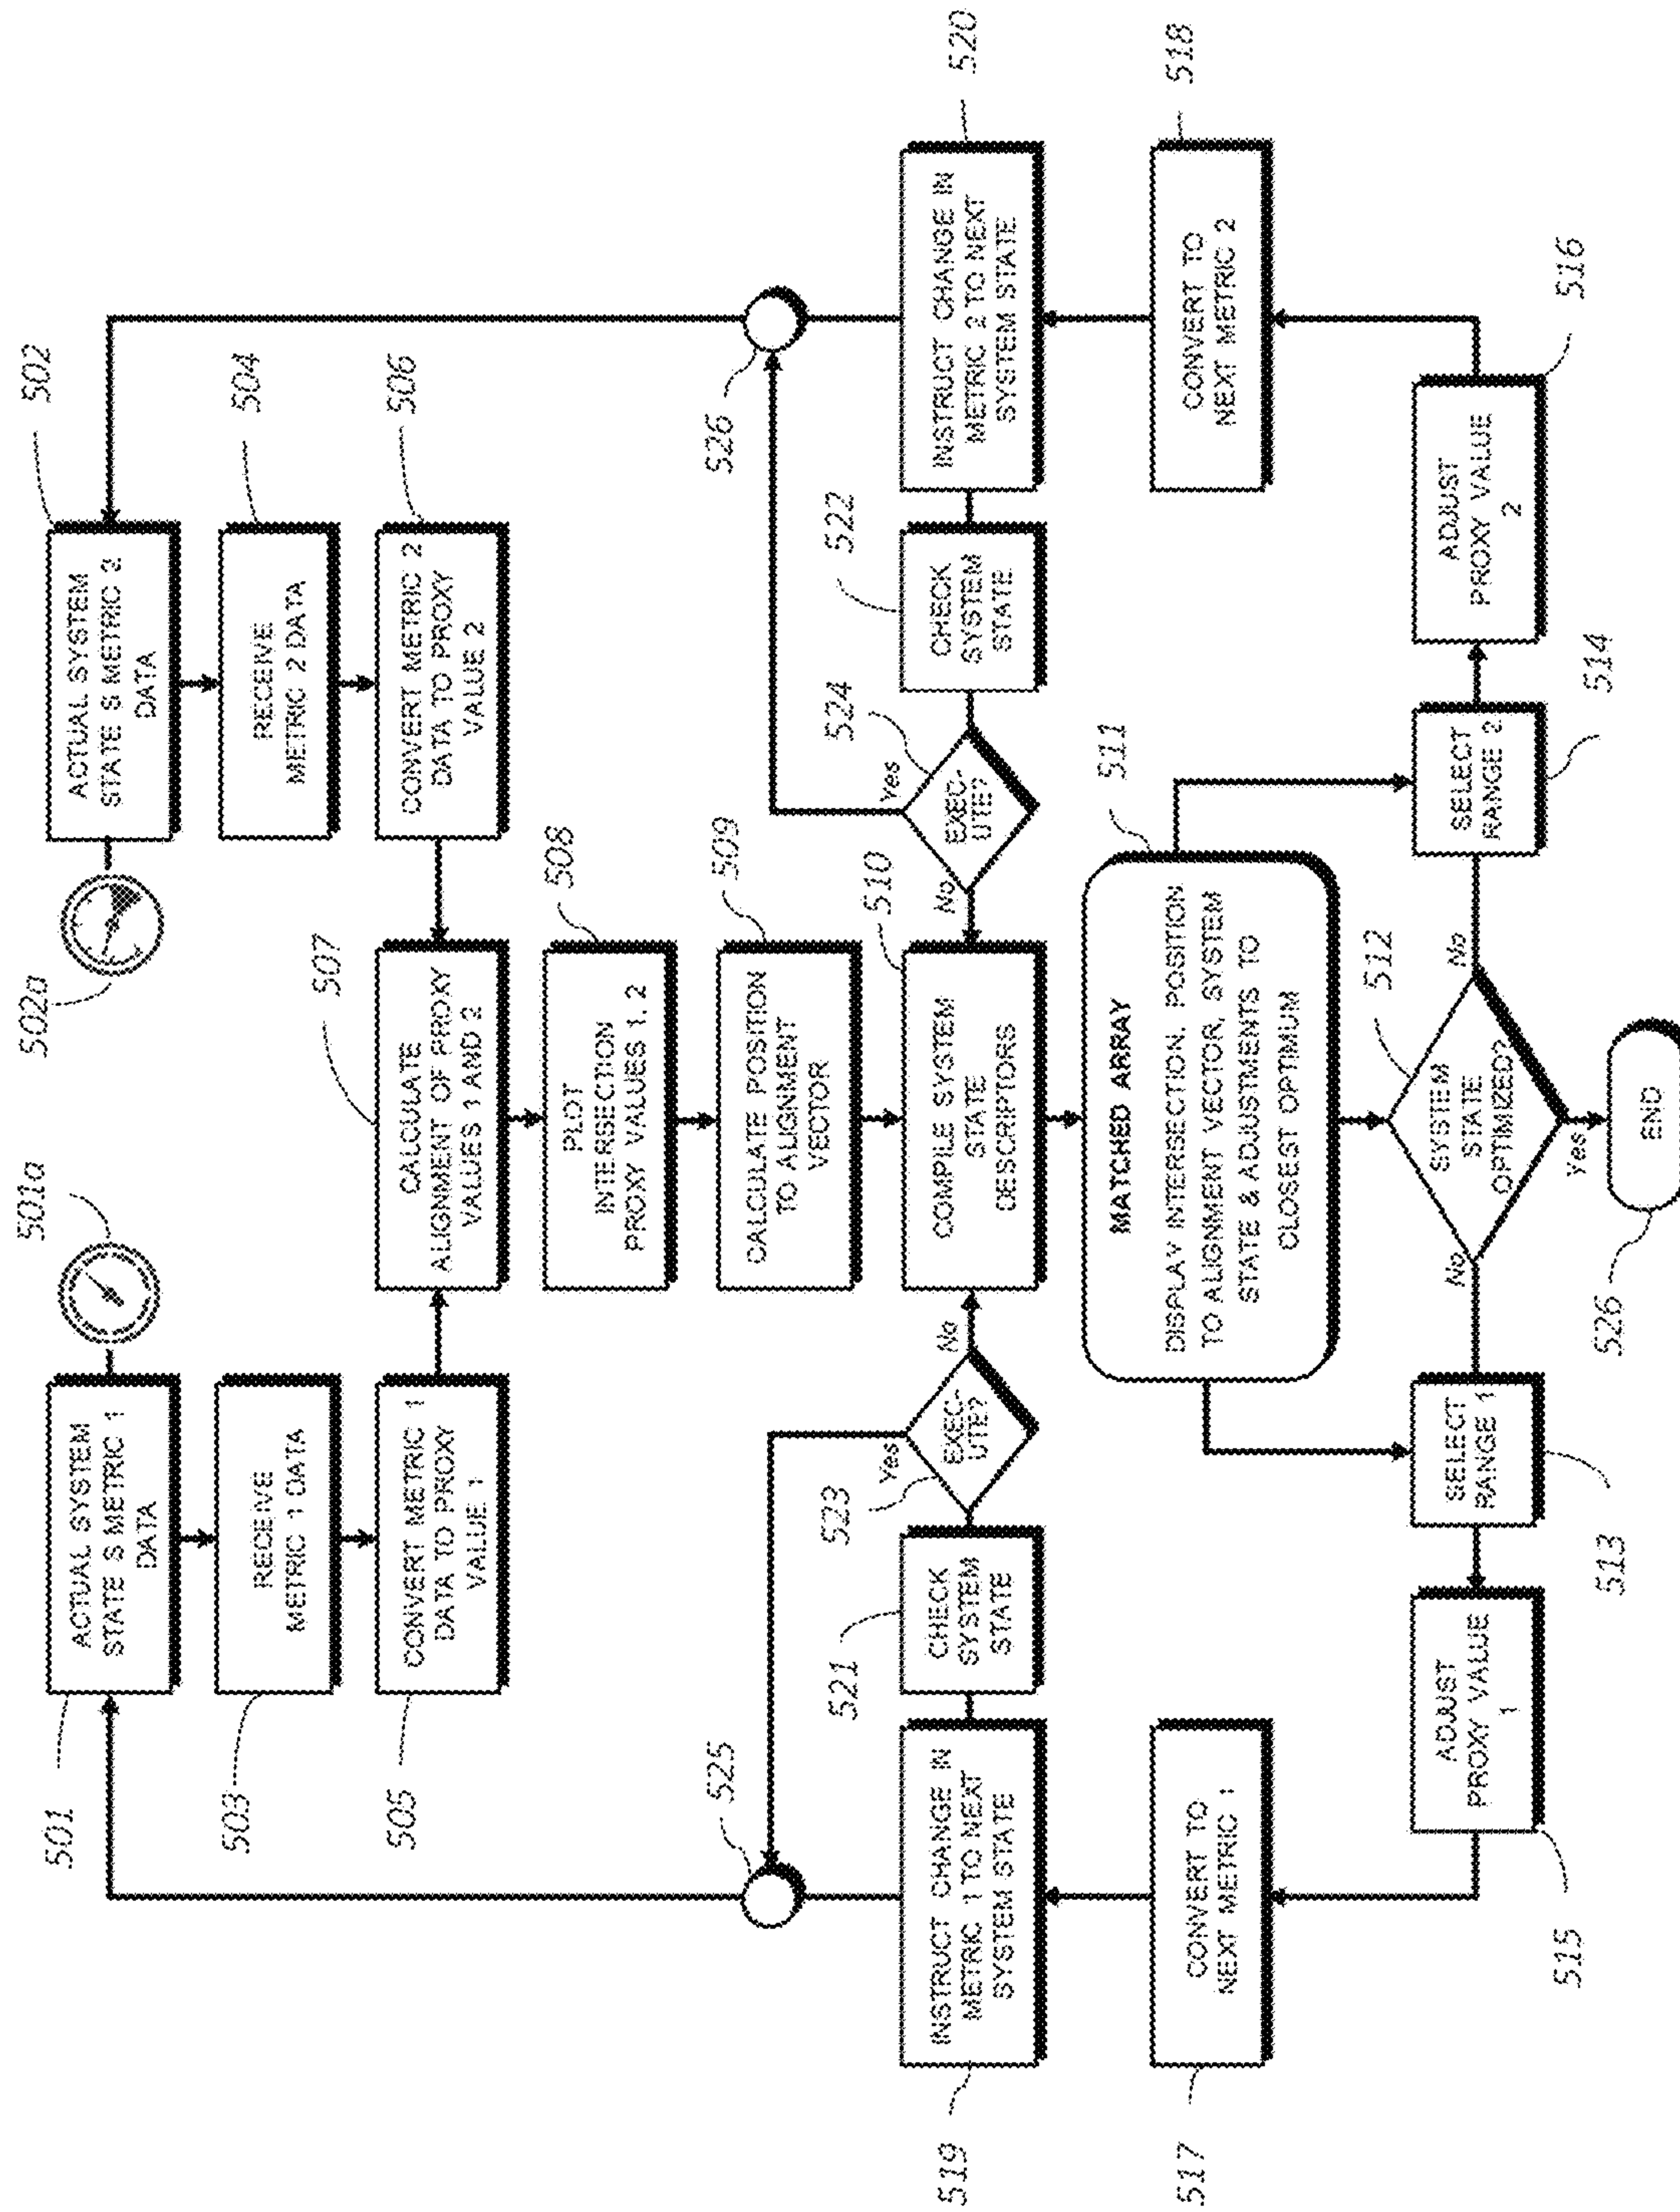 501
ACTUAL SYSTEM
STATE S METRIC 1
DATA
501a
502a
ACTUAL SYSTEM
STATE SI METRIC 2
DATA
502
503
RECEIVE
METRIC 1 DATA
RECEIVE
METRIC 2 DATA
504
505
CONVERT METRIC 1
DATA TO PROXY
VALUE 1
507
CALCULATE
ALIGNMENT OF PROXY
VALUES 1 AND 2
CONVERT METRIC 2
DATA TO PROXY
VALUE 2
506
PLOT
INTERSECTION
PROXY VALUES 1, 2
508
CALCULATE POSITION
TO ALIGNMENT
VECTOR
509
525
526
519
INSTRUCT CHANGE IN
METRIC 1 TO NEXT
SYSTEM STATE
521
CHECK
SYSTEM
STATE
523
EXEC-
UTE?
Yes
No
COMPILE SYSTEM
STATE
DESCRIPTORS
510
No
Yes
EXEC-
UTE?
524
CHECK
SYSTEM
STATE
522
INSTRUCT CHANGE IN
METRIC 2 TO NEXT
SYSTEM STATE
520
517
CONVERT TO
NEXT METRIC 1
MATCHED ARRAY
DISPLAY INTERSECTION, POSITION
TO ALIGNMENT VECTOR, SYSTEM
STATE & ADJUSTMENTS TO
CLOSEST OPTIMUM
511
CONVERT TO
NEXT METRIC 2
518
515
ADJUST
PROXY VALUE
1
SELECT
RANGE 1
513
No
SYSTEM
STATE
OPTIMIZED?
512
No
Yes
SELECT
RANGE 2
514
ADJUST
PROXY VALUE
2
516
526
END